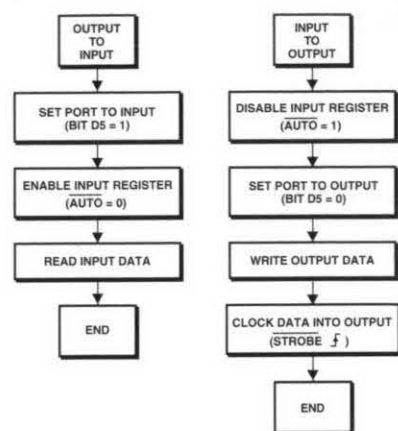 OUTPUT
TO
INPUT
SET PORT TO INPUT
(BIT D5 = 1)
ENABLE INPUT REGISTER
(AUTO = 0)
READ INPUT DATA
END
INPUT
TO
OUTPUT
DISABLE INPUT REGISTER
(AUTO = 1)
SET PORT TO OUTPUT
(BIT D5 = 0)
WRITE OUTPUT DATA
CLOCK DATA INTO OUTPUT
(STROBE )
END